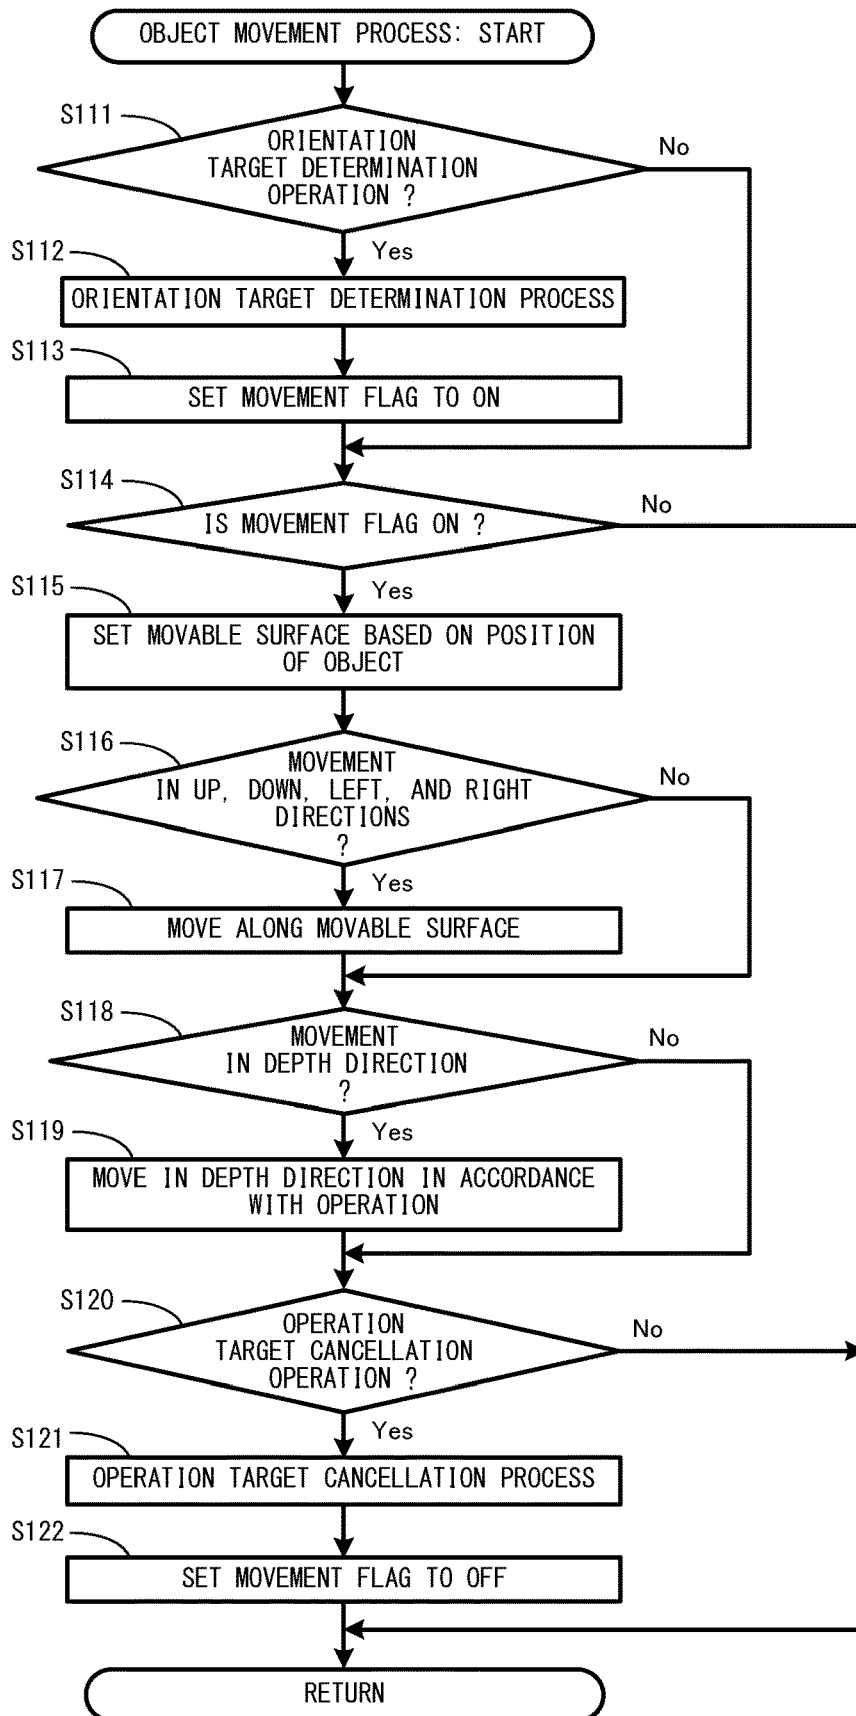 OBJECT MOVEMENT PROCESS: START
S111
ORIENTATION
TARGET DETERMINATION
OPERATION ?
No
Yes
S112
ORIENTATION TARGET DETERMINATION PROCESS
S113
SET MOVEMENT FLAG TO ON
S114
IS MOVEMENT FLAG ON ?
No
Yes
S115
SET MOVABLE SURFACE BASED ON POSITION
OF OBJECT
S116
MOVEMENT
IN UP, DOWN, LEFT, AND RIGHT
DIRECTIONS
?
No
Yes
S117
MOVE ALONG MOVABLE SURFACE
S118
MOVEMENT
IN DEPTH DIRECTION
?
No
Yes
S119
MOVE IN DEPTH DIRECTION IN ACCORDANCE
WITH OPERATION
S120
OPERATION
TARGET CANCELLATION
OPERATION ?
No
Yes
S121
OPERATION TARGET CANCELLATION PROCESS
S122
SET MOVEMENT FLAG TO OFF
RETURN